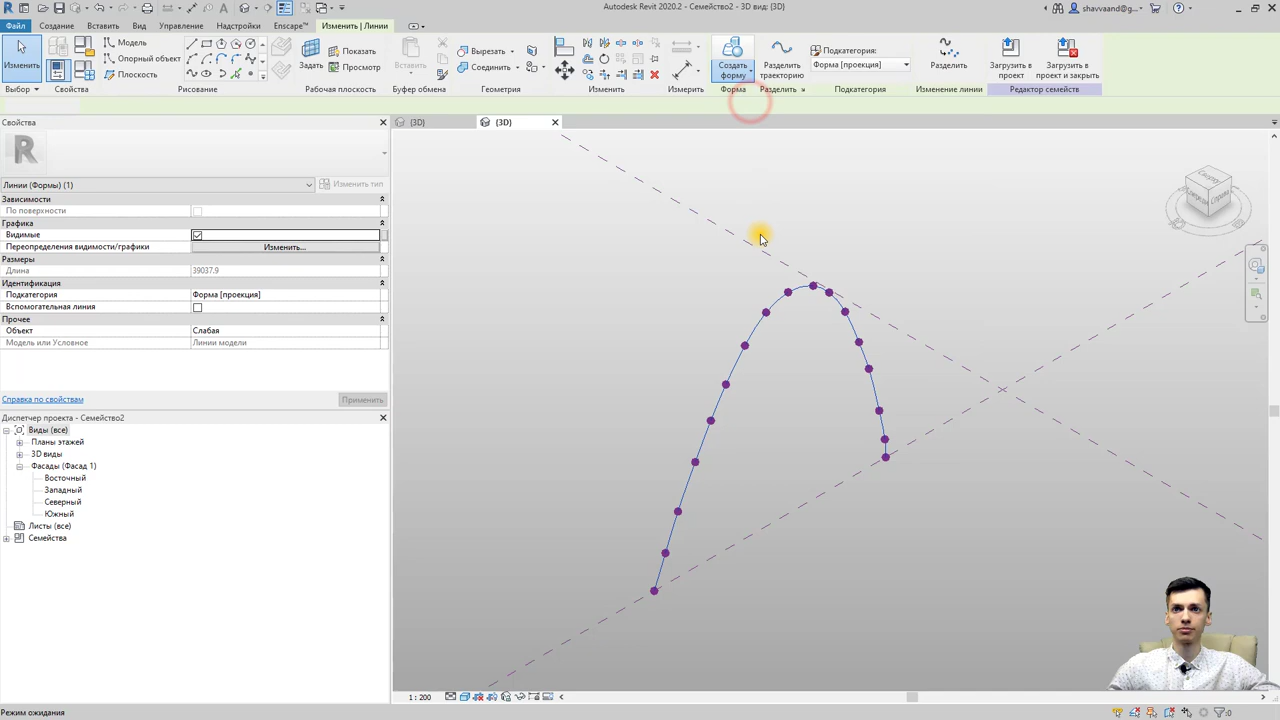 Autodesk Revit 2020.2 - Семейство2 - 3D вид: {3D}
shavvaand@g...
Файл Создание Вставить Вид Управление Надстройки Enscape™ Изменить | Линии
Изменить
Модель
Опорный объект
Плоскость
Показать
Просмотр
Вставить
Вырезать
Соединить
Создать форму
Разделить траекторию
Подкатегория:
Форма [проекция]
Разделить
Загрузить в проект
Загрузить в проект и закрыть
Выбор Свойства Рисование Рабочая плоскость Буфер обмена Геометрия Изменить Измерить Форма Разделить Подкатегория Изменение линии Редактор семейств
Свойства
{3D} {3D}
R
Линии (Формы) (1) Изменить тип
Зависимости
По поверхности
Графика
Видимые
Переопределения видимости/графики Изменить...
Размеры
Длина 39037.9
Идентификация
Подкатегория Форма [проекция]
Вспомогательная линия
Прочее
Объект Слабая
Модель или Условное Линии модели
Справка по свойствам Применить
Диспетчер проекта - Семейство2
Виды (все)
Планы этажей
3D виды
Фасады (Фасад 1)
Восточный
Западный
Северный
Южный
Листы (все)
Семейства
1 : 200
Режим ожидания
:0